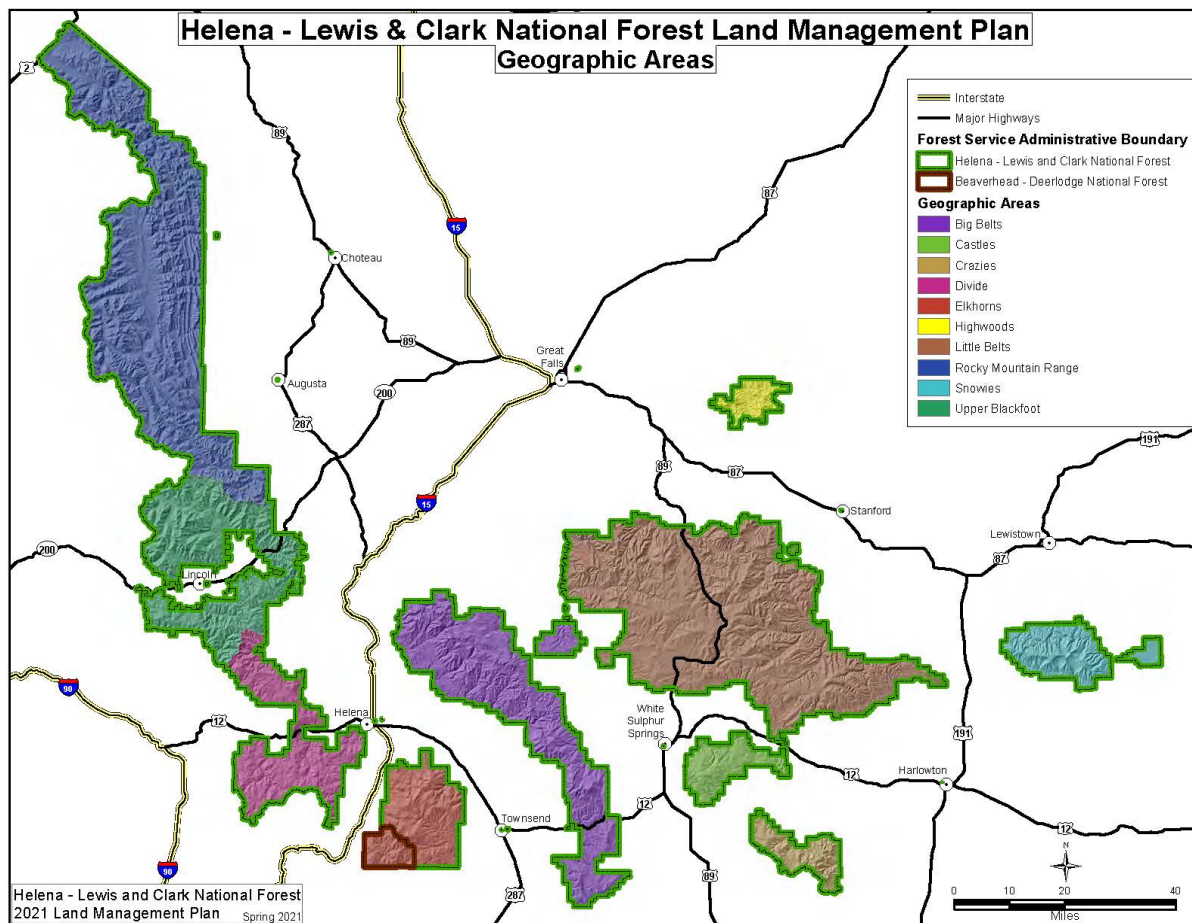 Helena - Lewis & Clark National Forest Land Management Plan
Geographic Areas
Interstate
Major Highways
Forest Service Administrative Boundary
Helena - Lewis and Clark National Forest
Beaverhead - Deerlodge National Forest
Geographic Areas
Big Belts
Castles
Crazies
Divide
Elkhorns
Highwoods
Little Belts
Rocky Mountain Range
Snowies
Upper Blackfoot
2
89
87
15
Choteau
89
Great
Falls
Augusta
200
287
191
89
87
15
Stanford
Lewistown
200
87
Lincoln
90
White
Sulphur
Springs
Helena
12
191
12
Harlowton
12
Townsend
12
90
89
287
N
0 10 20 40
Miles
Helena - Lewis and Clark National Forest
2021 Land Management Plan Spring 2021